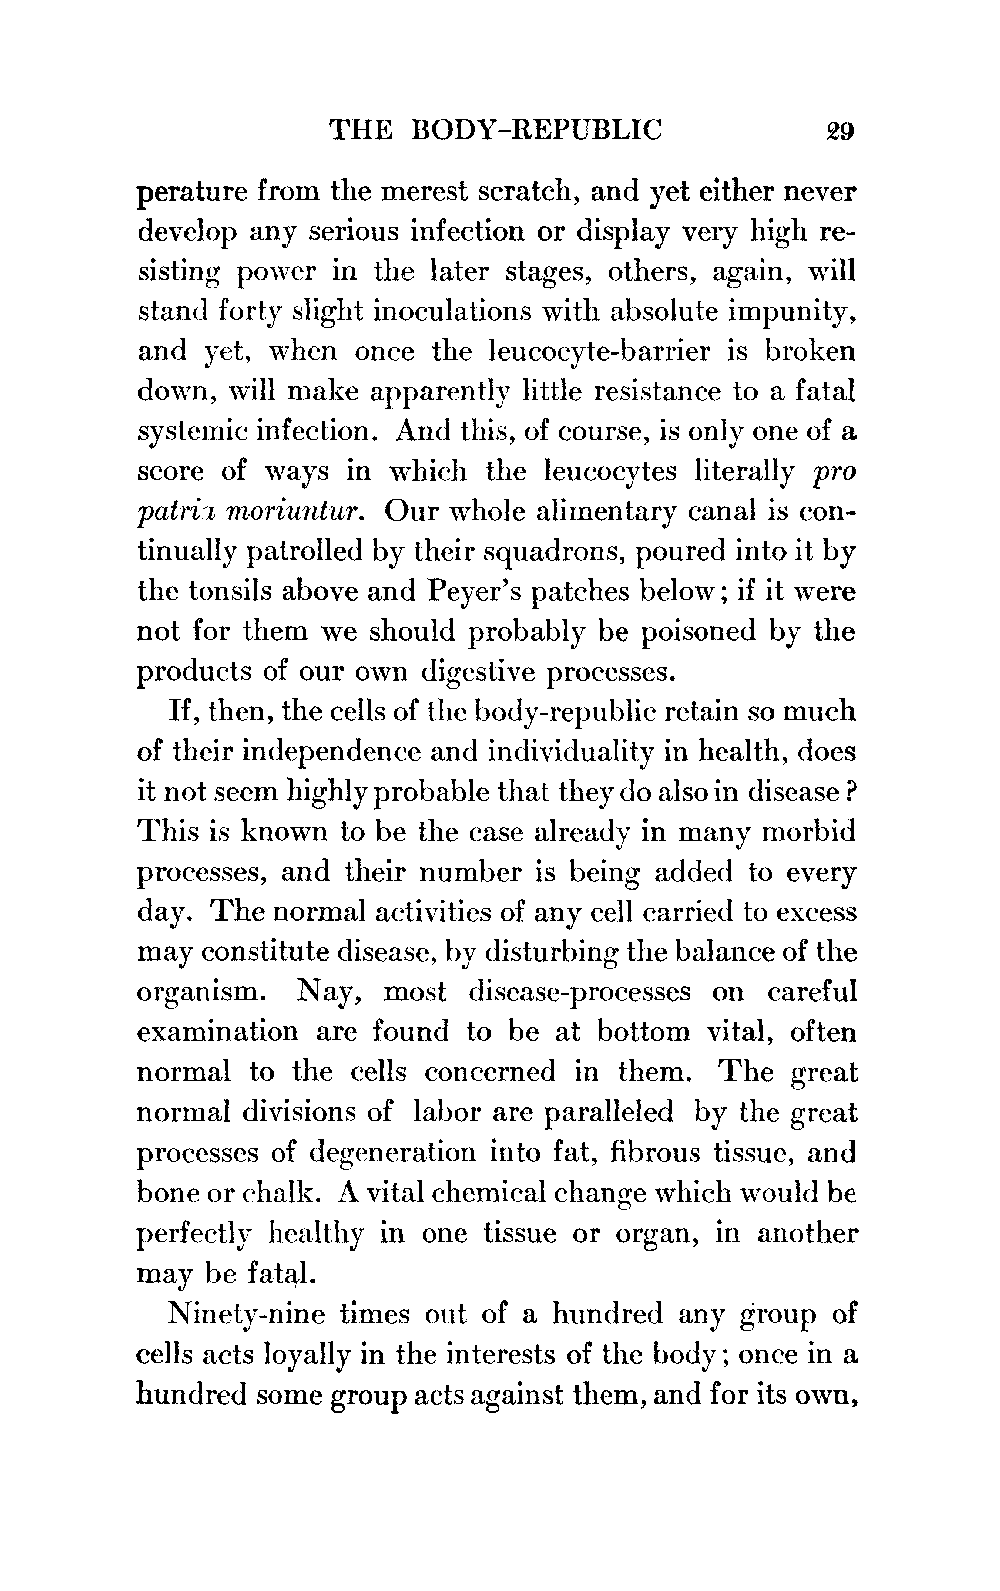 THE BODY-REPUBLIC 29
perature from the merest scratch, and yet either never
develop any serious infection or display very high re-
sisting power in the later stages, others, again, will
stand forty slight inoculations with absolute impunity,
and yet, when once the leucocyte-barrier is broken
down, will make apparently little resistance to a fatal
systemic infection. And this, of course, is only one of a
score of ways in which the leucocytes literally pro
patria moriuntur. Our whole alimentary canal is con-
tinually patrolled by their squadrons, poured into it by
the tonsils above and Peyer's patches below; if it were
not for them we should probably be poisoned by the
products of our own digestive processes.
If, then, the cells of the body-republic retain so much
of their independence and individuality in health, does
it not seem highly probable that they do also in disease?
This is known to be the case already in many morbid
processes, and their number is being added to every
day. The normal activities of any cell carried to excess
may constitute disease, by disturbing the balance of the
organism. Nay, most disease-processes on careful
examination are found to be at bottom vital, often
normal to the cells concerned in them. The great
normal divisions of labor are paralleled by the great
processes of degeneration into fat, fibrous tissue, and
bone or chalk. A vital chemical change which would be
perfectly healthy in one tissue or organ, in another
may be fatal.
Ninety-nine times out of a hundred any group of
cells acts loyally in the interests of the body; once in a
hundred some group acts against them, and for its own,